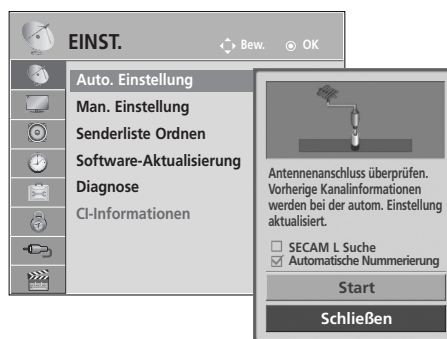 EINST.
Bew.
OK
Auto. Einstellung
Man. Einstellung
Senderliste Ordnen
Software-Aktualisierung
Diagnose
CI-Informationen
Antennenanschluss überprüfen.
Vorherige Kanalinformationen
werden bei der autom. Einstellung
aktualisiert.
SECAM L Suche
Automatische Nummerierung
Start
Schließen